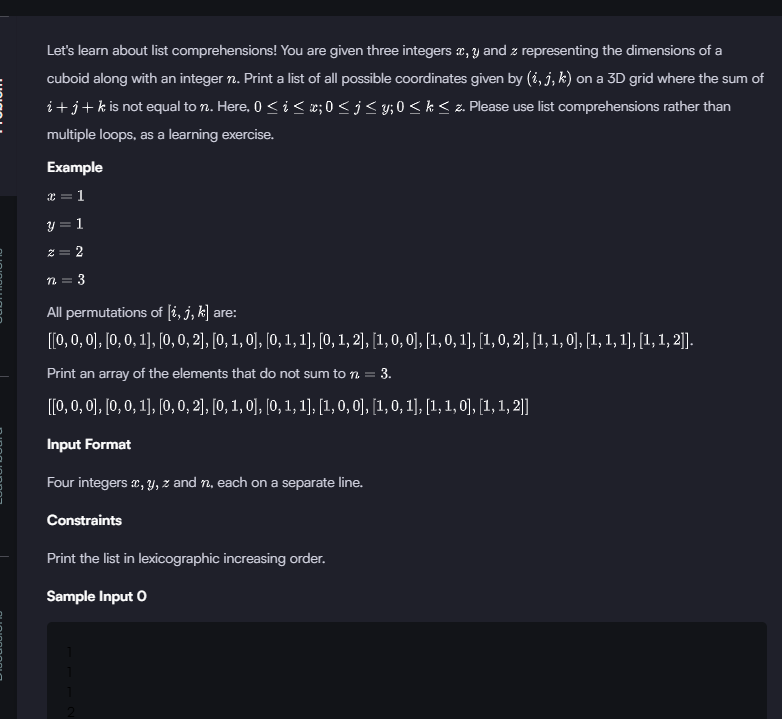 Let's learn about list comprehensions! You are given three integers x, y and z representing the dimensions of a
cuboid along with an integer n. Print a list of all possible coordinates given by (i, j, k) on a 3D grid where the sum of
i + j + k is not equal to n. Here, 0 ≤ i ≤ x; 0 ≤ j ≤ y; 0 ≤ k ≤ z. Please use list comprehensions rather than
multiple loops, as a learning exercise.
Example
x = 1
y = 1
z = 2
n = 3
All permutations of [i, j, k] are:
[[0, 0, 0], [0, 0, 1], [0, 0, 2], [0, 1, 0], [0, 1, 1], [0, 1, 2], [1, 0, 0], [1, 0, 1], [1, 0, 2], [1, 1, 0], [1, 1, 1], [1, 1, 2]].
Print an array of the elements that do not sum to n = 3.
[[0, 0, 0], [0, 0, 1], [0, 0, 2], [0, 1, 0], [0, 1, 1], [1, 0, 0], [1, 0, 1], [1, 1, 0], [1, 1, 2]]
Input Format
Four integers x, y, z and n, each on a separate line.
Constraints
Print the list in lexicographic increasing order.
Sample Input 0
1
1
1
2